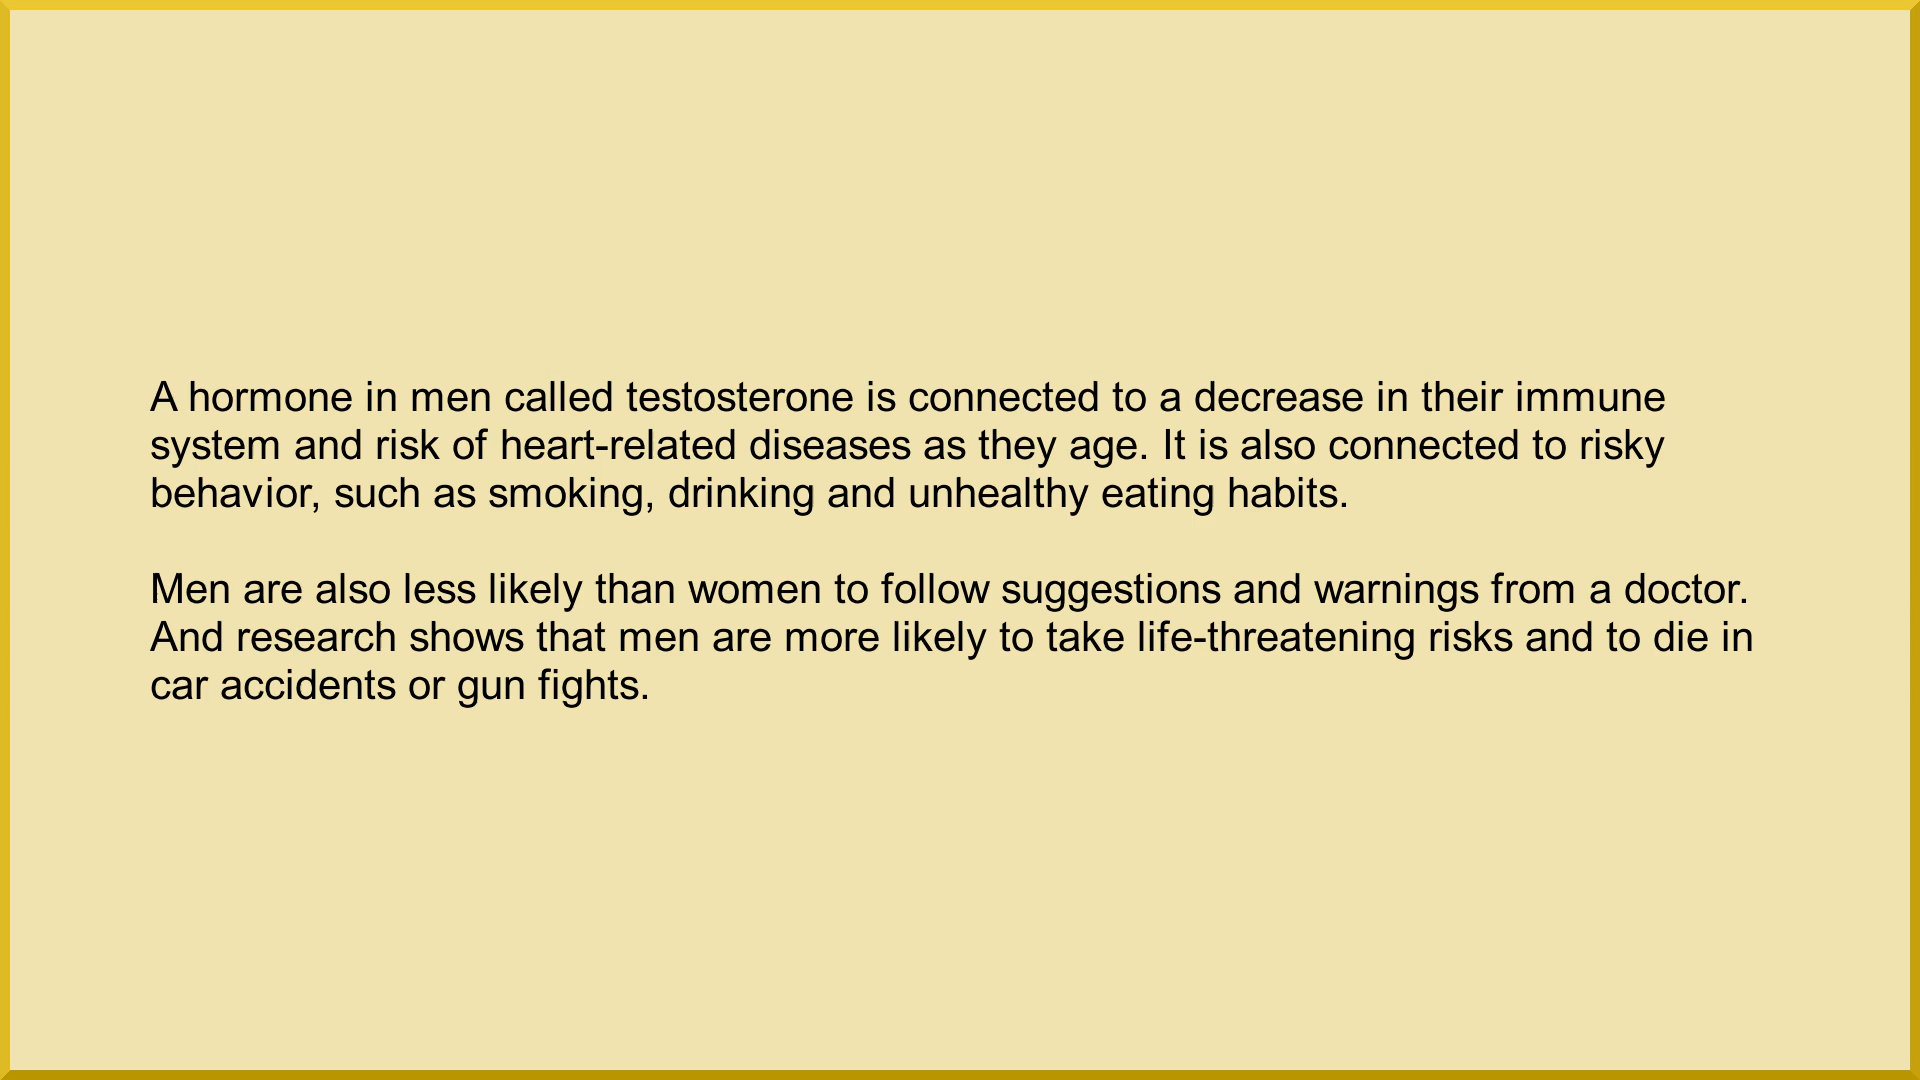 A hormone in men called testosterone is connected to a decrease in their immune
system and risk of heart-related diseases as they age. It is also connected to risky
behavior, such as smoking, drinking and unhealthy eating habits.
Men are also less likely than women to follow suggestions and warnings from a doctor.
And research shows that men are more likely to take life-threatening risks and to die in
car accidents or gun fights.